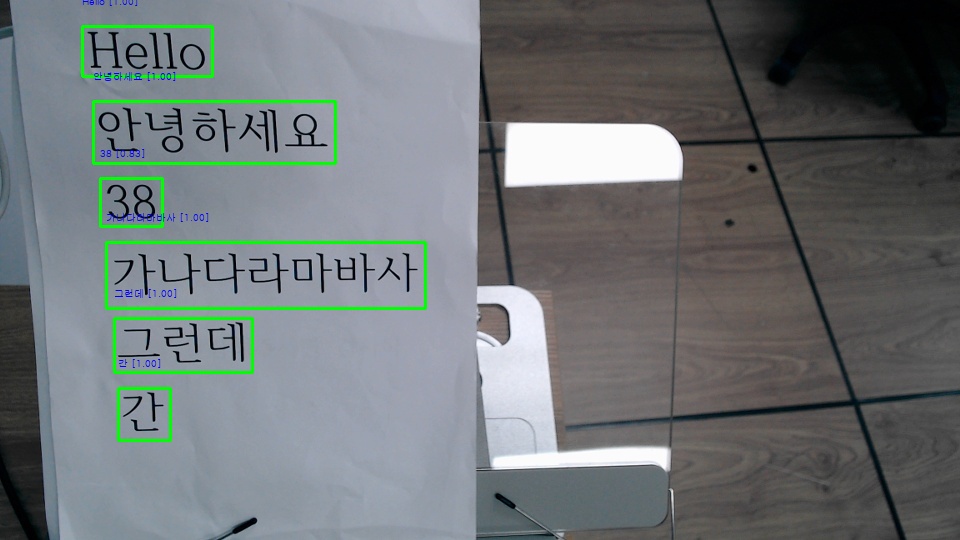 Hello [1.00]
Hello
안녕하세요 [1.00]
안녕하세요
38 [0.83]
38
가나다라마바사 [1.00]
가나다라마바사
그런데 [1.00]
그런데
간 [1.00]
간